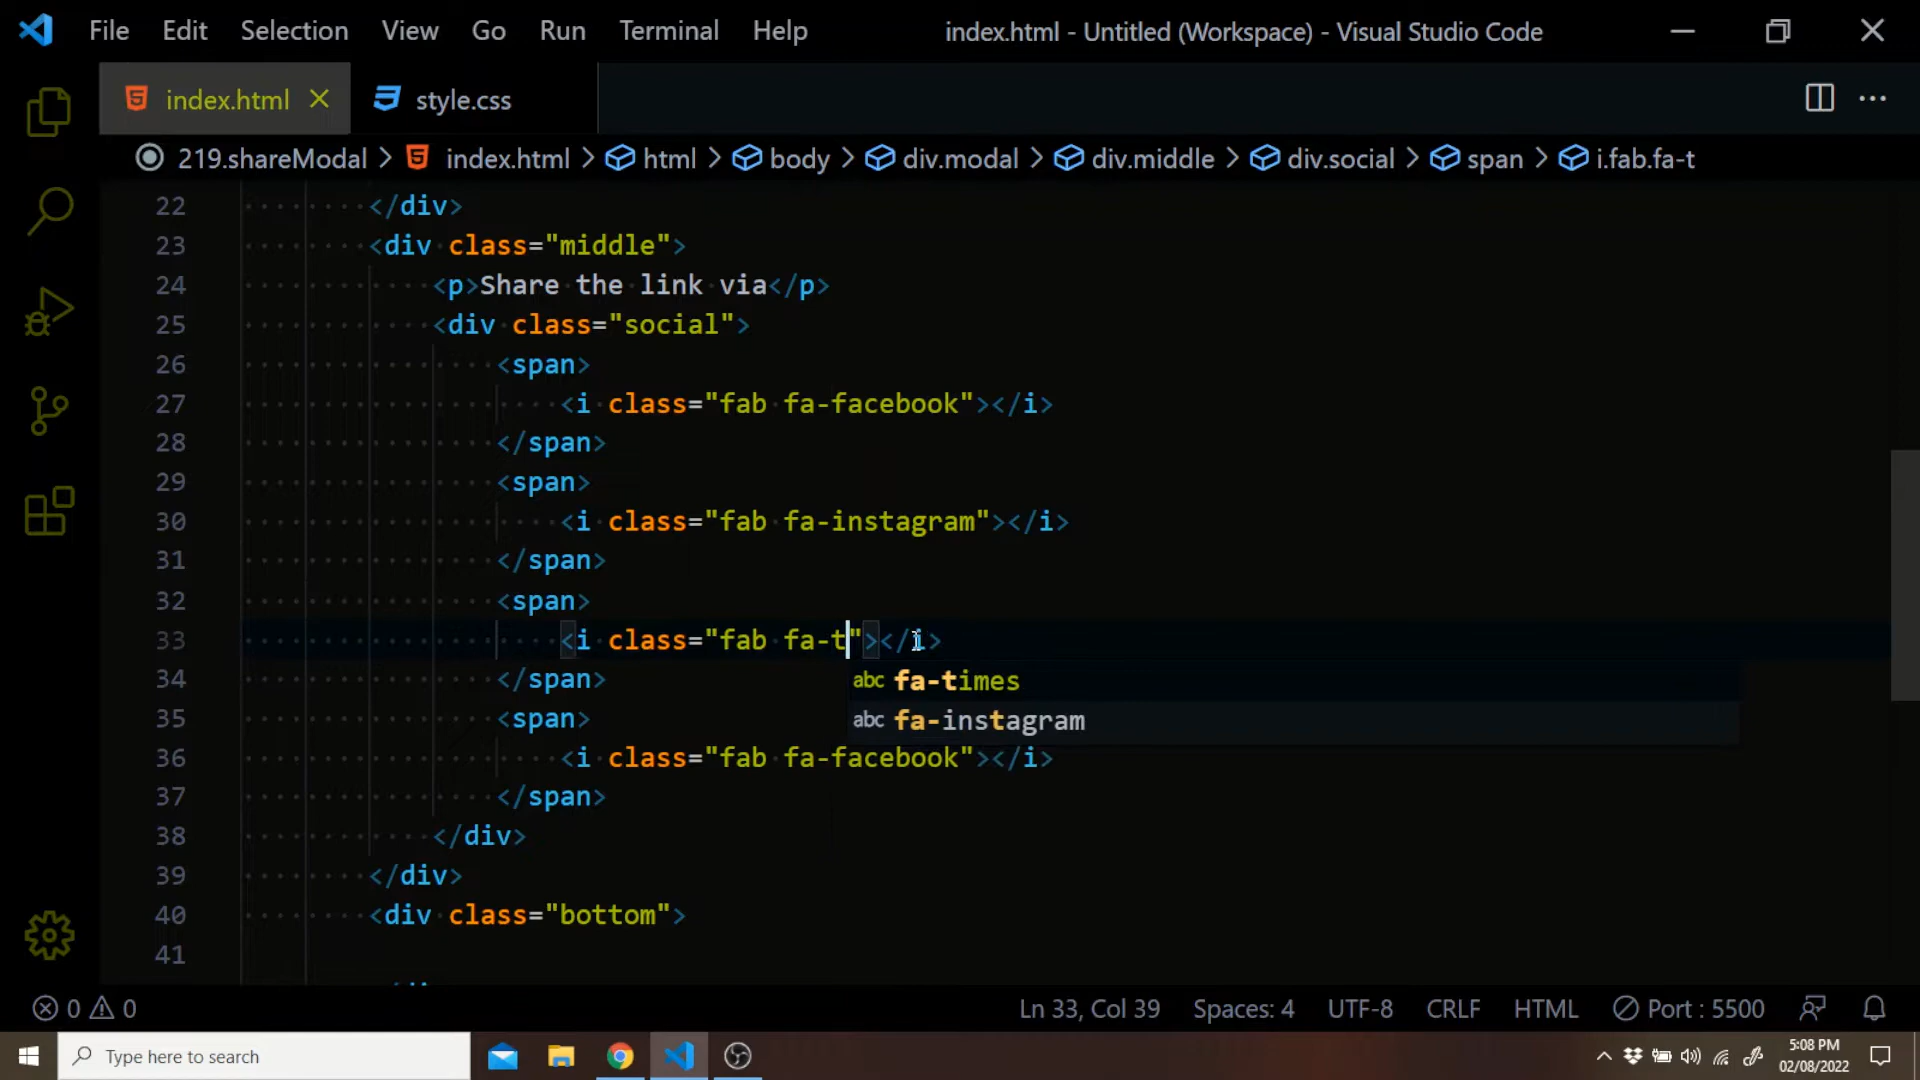 File Edit Selection View Go Run Terminal Help index.html - Untitled (Workspace) - Visual Studio Code
index.html style.css
219.shareModal > index.html > html > body > div.modal > div.middle > div.social > span > i.fab.fa-t
22 </div>
23 <div class="middle">
24 <p>Share the link via</p>
25 <div class="social">
26 <span>
27 <i class="fab fa-facebook"></i>
28 </span>
29 <span>
30 <i class="fab fa-instagram"></i>
31 </span>
32 <span>
33 <i class="fab fa-t"></i>
abc fa-times
34 </span>
35 <span>
abc fa-instagram
36 <i class="fab fa-facebook"></i>
37 </span>
38 </div>
39 </div>
40 <div class="bottom">
41
0 0 Ln 33, Col 39 Spaces: 4 UTF-8 CRLF HTML Port : 5500
Type here to search
5:08 PM
02/08/2022